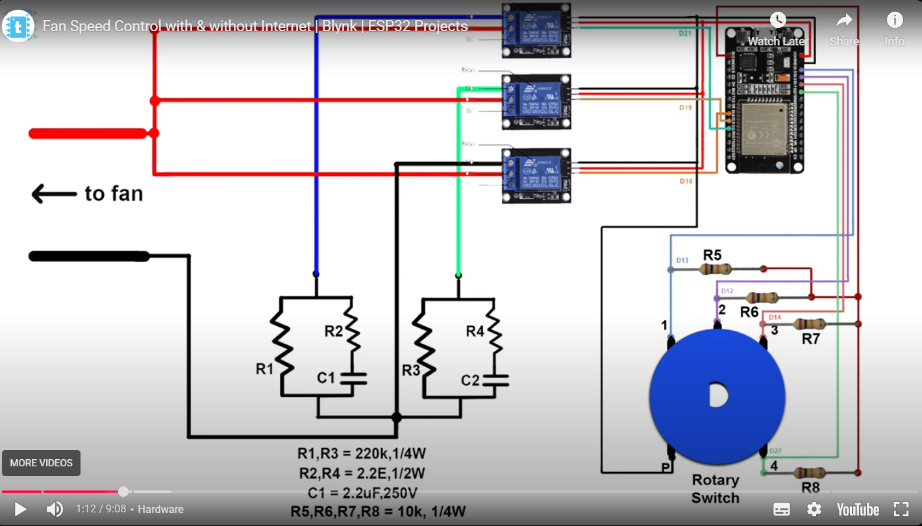 Fan Speed Control with & without Internet | Blynk | ESP32 Projects
Watch Later
Share
Info
D21
D19
D18
to fan
R1
R2
C1
R3
R4
C2
R1,R3 = 220k,1/4W
R2,R4 = 2.2E,1/2W
C1 = 2.2uF,250V
R5,R6,R7,R8 = 10k, 1/4W
D13
R5
D12
R6
D14
R7
1
2
3
4
P
D27
R8
Rotary
Switch
MORE VIDEOS
1:12 / 9:08 • Hardware
YouTube